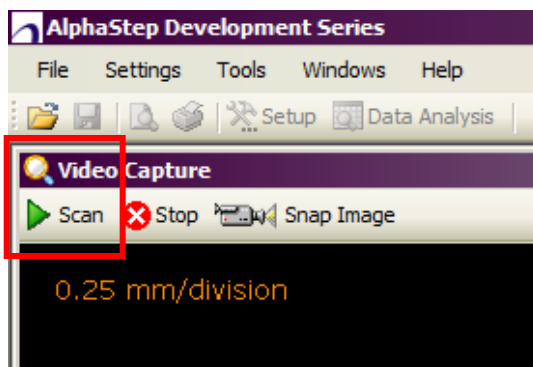 AlphaStep Development Series
File Settings Tools Windows Help
Setup Data Analysis
Video Capture
Scan Stop Snap Image
0.25 mm/division